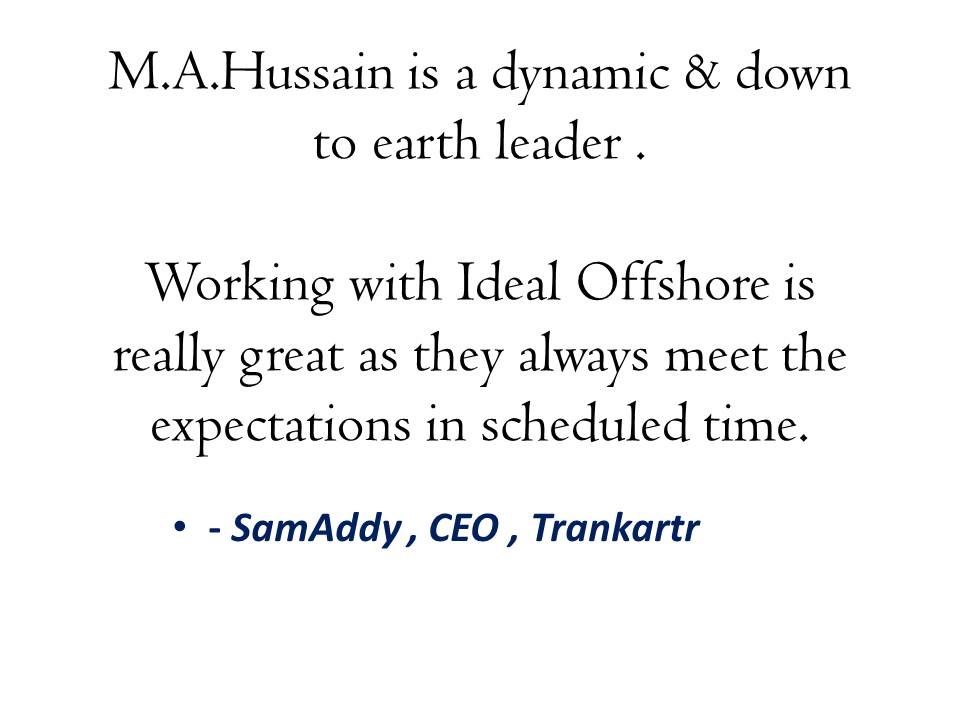 M.A.Hussain is a dynamic & down
to earth leader .
Working with Ideal Offshore is
really great as they always meet the
expectations in scheduled time.
• - SamAddy , CEO , Trankartr